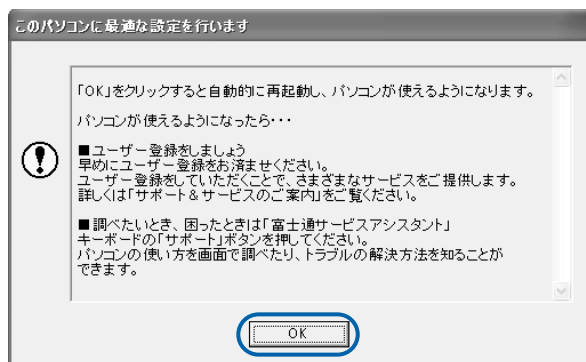 このパソコンに最適な設定を行います
「OK」をクリックすると自動的に再起動し、パソコンが使えるようになります。
パソコンが使えるようになったら・・・
■ユーザー登録をしましょう
早めにユーザー登録をお済ませください。
ユーザー登録をしていただくことで、さまざまなサービスをご提供します。
詳しくは「サポート＆サービスのご案内」をご覧ください。
■調べたいとき、困ったときは「富士通サービスアシスタント」
キーボードの「サポート」ボタンを押してください。
パソコンの使い方を画面で調べたり、トラブルの解決方法を知ることが
できます。
OK